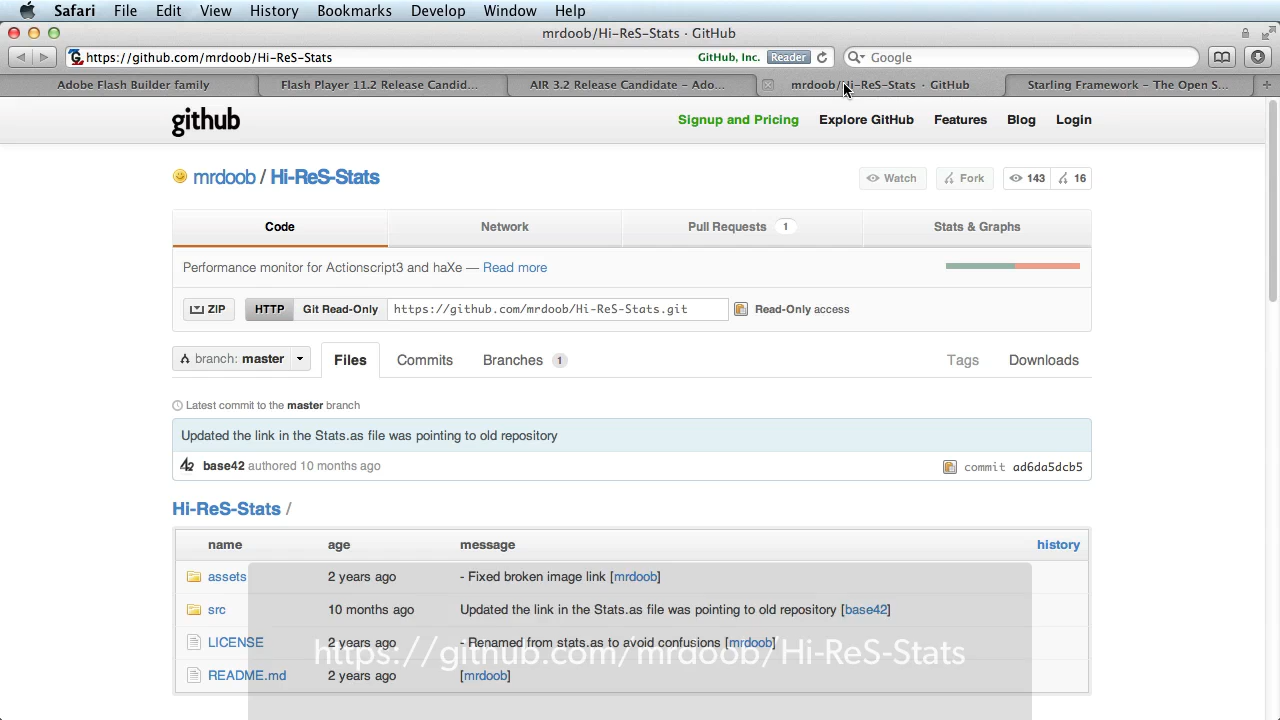 Safari File Edit View History Bookmarks Develop Window Help
mrdoob/Hi-ReS-Stats · GitHub
https://github.com/mrdoob/Hi-ReS-Stats GitHub, Inc. Reader Google
Adobe Flash Builder family Flash Player 11.2 Release Candid... AIR 3.2 Release Candidate – Ado... mrdoob/Hi-ReS-Stats · GitHub Starling Framework – The Open S...
github
Signup and Pricing Explore GitHub Features Blog Login
mrdoob / Hi-ReS-Stats
Watch Fork 143 16
Code Network Pull Requests 1 Stats & Graphs
Performance monitor for Actionscript3 and haXe — Read more
ZIP HTTP Git Read-Only https://github.com/mrdoob/Hi-ReS-Stats.git Read-Only access
branch: master Files Commits Branches 1 Tags Downloads
Latest commit to the master branch
Updated the link in the Stats.as file was pointing to old repository
base42 authored 10 months ago commit ad6da5dcb5
Hi-ReS-Stats /
name age message history
assets 2 years ago - Fixed broken image link [mrdoob]
src 10 months ago Updated the link in the Stats.as file was pointing to old repository [base42]
LICENSE 2 years ago - Renamed from stats.as to avoid confusions [mrdoob]
https://github.com/mrdoob/Hi-ReS-Stats
README.md 2 years ago [mrdoob]